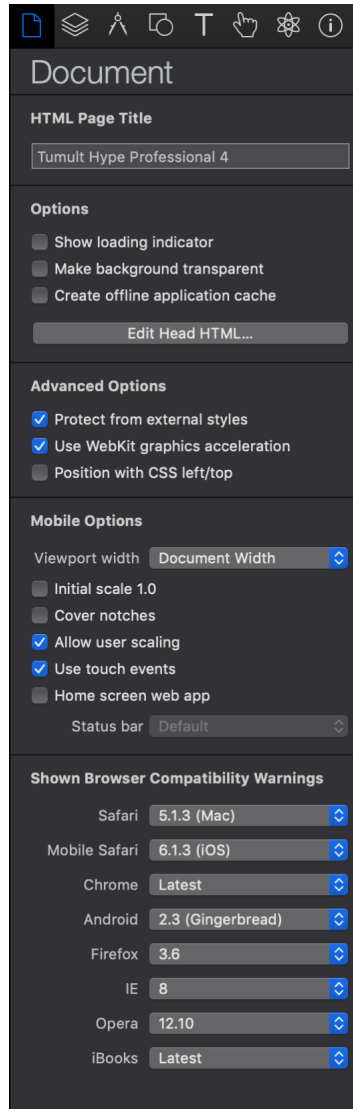 Document
HTML Page Title
Tumult Hype Professional 4
Options
Show loading indicator
Make background transparent
Create offline application cache
Edit Head HTML...
Advanced Options
Protect from external styles
Use WebKit graphics acceleration
Position with CSS left/top
Mobile Options
Viewport width Document Width
Initial scale 1.0
Cover notches
Allow user scaling
Use touch events
Home screen web app
Status bar Default
Shown Browser Compatibility Warnings
Safari 5.1.3 (Mac)
Mobile Safari 6.1.3 (iOS)
Chrome Latest
Android 2.3 (Gingerbread)
Firefox 3.6
IE 8
Opera 12.10
iBooks Latest